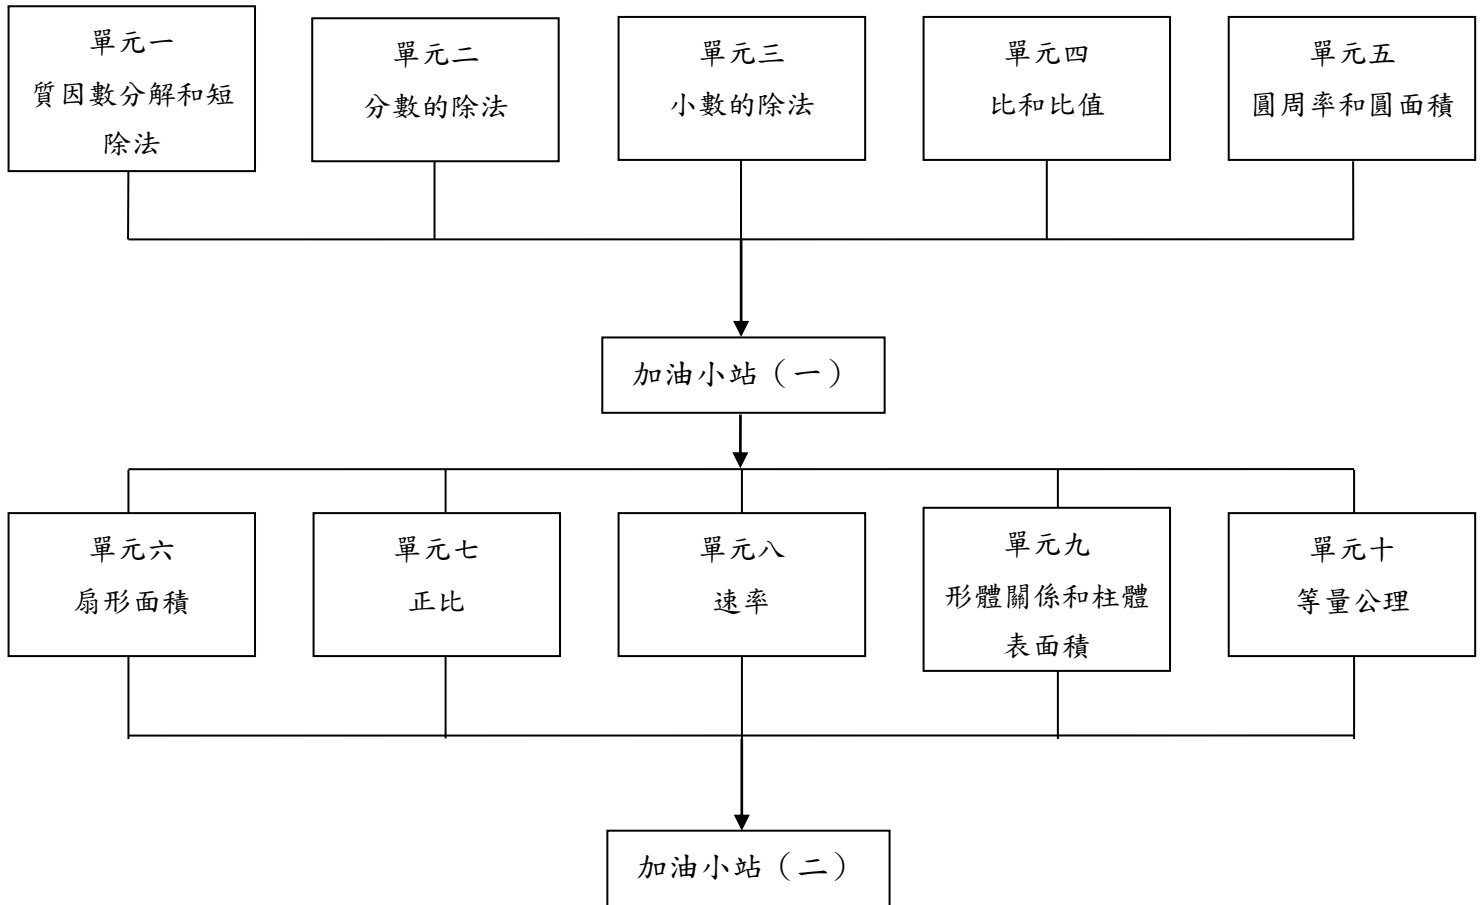 單元一
質因數分解和短
除法
單元二
分數的除法
單元三
小數的除法
單元四
比和比值
單元五
圓周率和圓面積
加油小站（一）
單元六
扇形面積
單元七
正比
單元八
速率
單元九
形體關係和柱體
表面積
單元十
等量公理
加油小站（二）